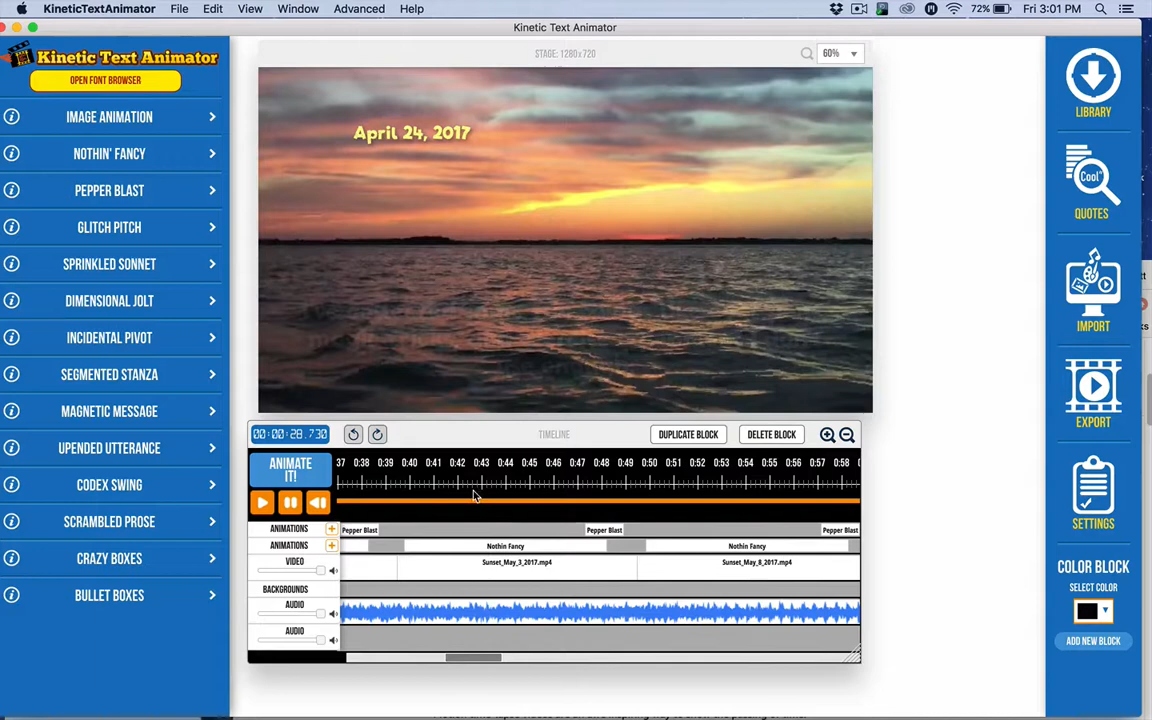 KineticTextAnimator File Edit View Window Advanced Help
72% Fri 3:01 PM
Kinetic Text Animator
Kinetic Text Animator
OPEN FONT BROWSER
IMAGE ANIMATION
NOTHIN' FANCY
PEPPER BLAST
GLITCH PITCH
SPRINKLED SONNET
DIMENSIONAL JOLT
INCIDENTAL PIVOT
SEGMENTED STANZA
MAGNETIC MESSAGE
UPENDED UTTERANCE
CODEX SWING
SCRAMBLED PROSE
CRAZY BOXES
BULLET BOXES
STAGE: 1280x720
60%
April 24, 2017
00:00:28.730
TIMELINE
DUPLICATE BLOCK
DELETE BLOCK
ANIMATE IT!
37 0:38 0:39 0:40 0:41 0:42 0:43 0:44 0:45 0:46 0:47 0:48 0:49 0:50 0:51 0:52 0:53 0:54 0:55 0:56 0:57 0:58
ANIMATIONS + Pepper Blast Pepper Blast Pepper Blast
ANIMATIONS + Nothin Fancy Nothin Fancy
VIDEO Sunset_May_3_2017.mp4 Sunset_May_8_2017.mp4
BACKGROUNDS
AUDIO
AUDIO
LIBRARY
Cool"
QUOTES
IMPORT
EXPORT
SETTINGS
COLOR BLOCK
SELECT COLOR
ADD NEW BLOCK